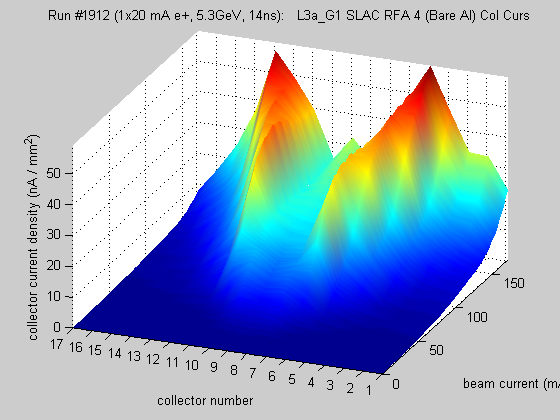 Run #1912 (1x20 mA e+, 5.3GeV, 14ns): L3a_G1 SLAC RFA 4 (Bare Al) Col Curs
collector current density (nA / mm²)
50
40
30
20
10
0
17 16 15 14 13 12 11 10 9 8 7 6 5 4 3 2 1
collector number
0
50
100
150
beam current (m